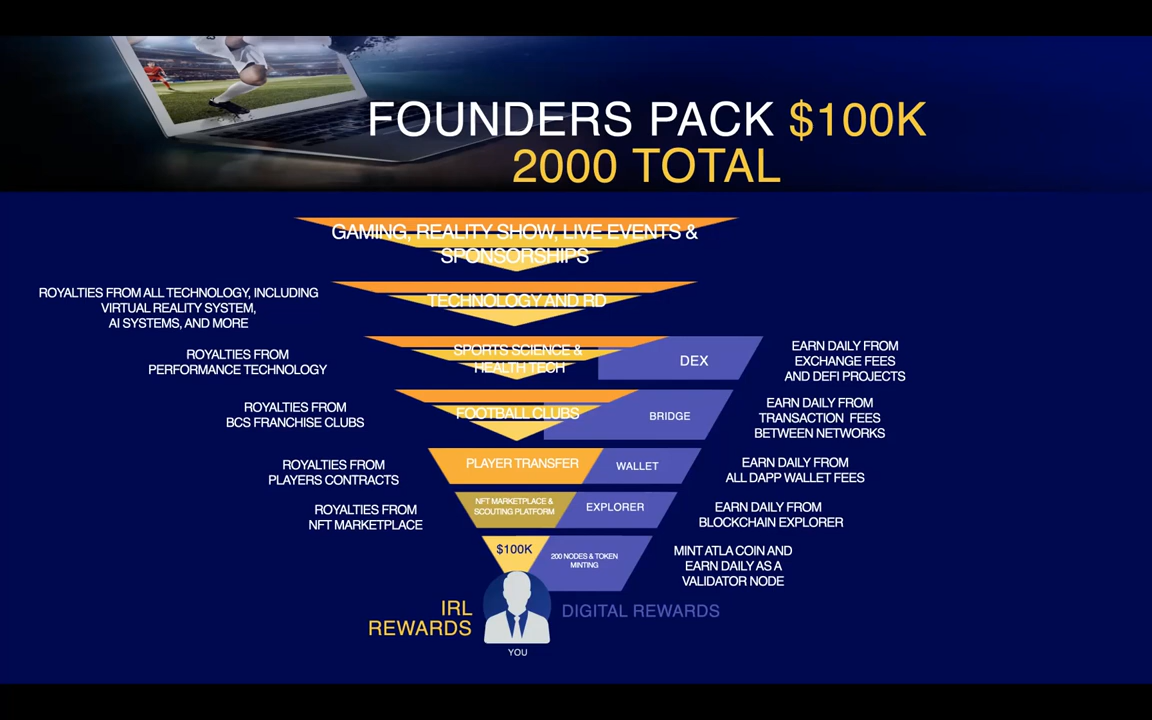 FOUNDERS PACK $100K
2000 TOTAL
GAMING, REALITY SHOW, LIVE EVENTS &
SPONSORSHIPS
ROYALTIES FROM ALL TECHNOLOGY, INCLUDING
VIRTUAL REALITY SYSTEM,
AI SYSTEMS, AND MORE
TECHNOLOGY AND RD
ROYALTIES FROM
PERFORMANCE TECHNOLOGY
SPORTS SCIENCE &
HEALTH TECH
DEX
EARN DAILY FROM
EXCHANGE FEES
AND DEFI PROJECTS
ROYALTIES FROM
BCS FRANCHISE CLUBS
FOOTBALL CLUBS
BRIDGE
EARN DAILY FROM
TRANSACTION FEES
BETWEEN NETWORKS
ROYALTIES FROM
PLAYERS CONTRACTS
PLAYER TRANSFER
WALLET
EARN DAILY FROM
ALL DAPP WALLET FEES
ROYALTIES FROM
NFT MARKETPLACE
NFT MARKETPLACE &
SCOUTING PLATFORM
EXPLORER
EARN DAILY FROM
BLOCKCHAIN EXPLORER
$100K
200 NODES & TOKEN
MINTING
MINT ATLA COIN AND
EARN DAILY AS A
VALIDATOR NODE
IRL
REWARDS
DIGITAL REWARDS
YOU